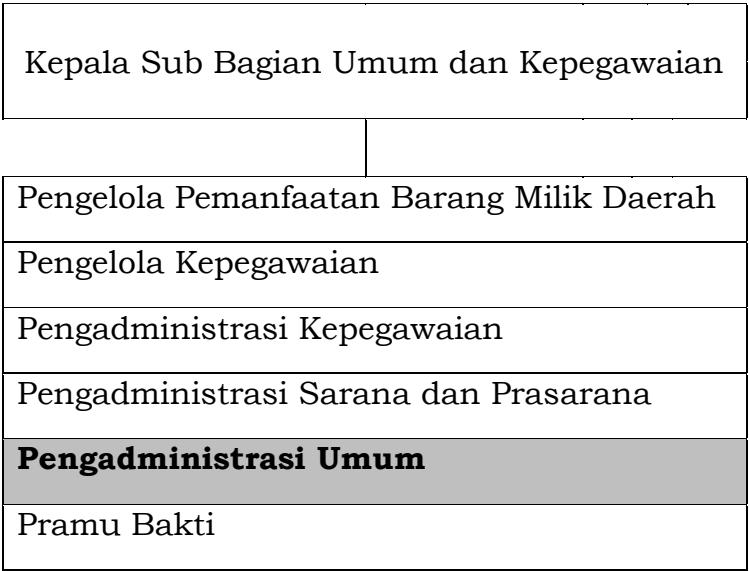 Kepala Sub Bagian Umum dan Kepegawaian
Pengelola Pemanfaatan Barang Milik Daerah
Pengelola Kepegawaian
Pengadministrasi Kepegawaian
Pengadministrasi Sarana dan Prasarana
Pengadministrasi Umum
Pramu Bakti